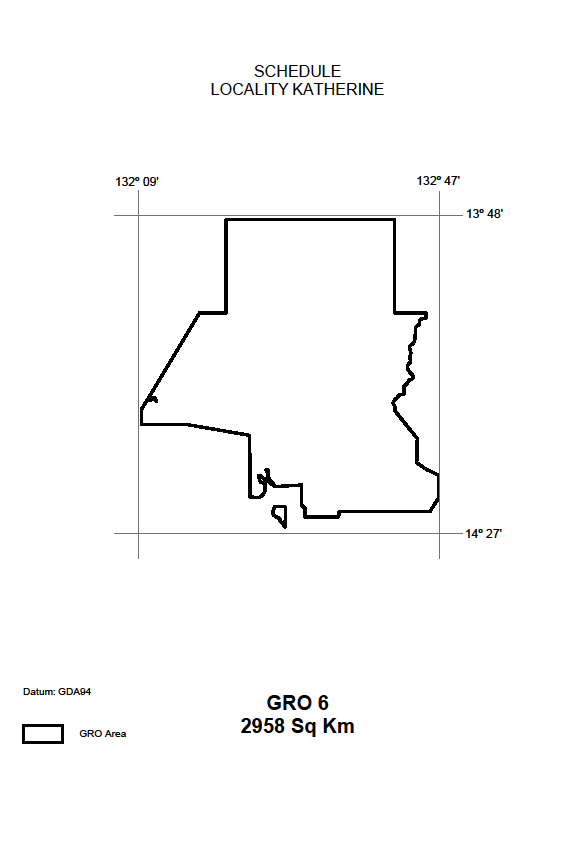 SCHEDULE
LOCALITY KATHERINE
132º 09'
132º 47'
13º 48'
14º 27'
Datum: GDA94
GRO 6
2958 Sq Km
GRO Area